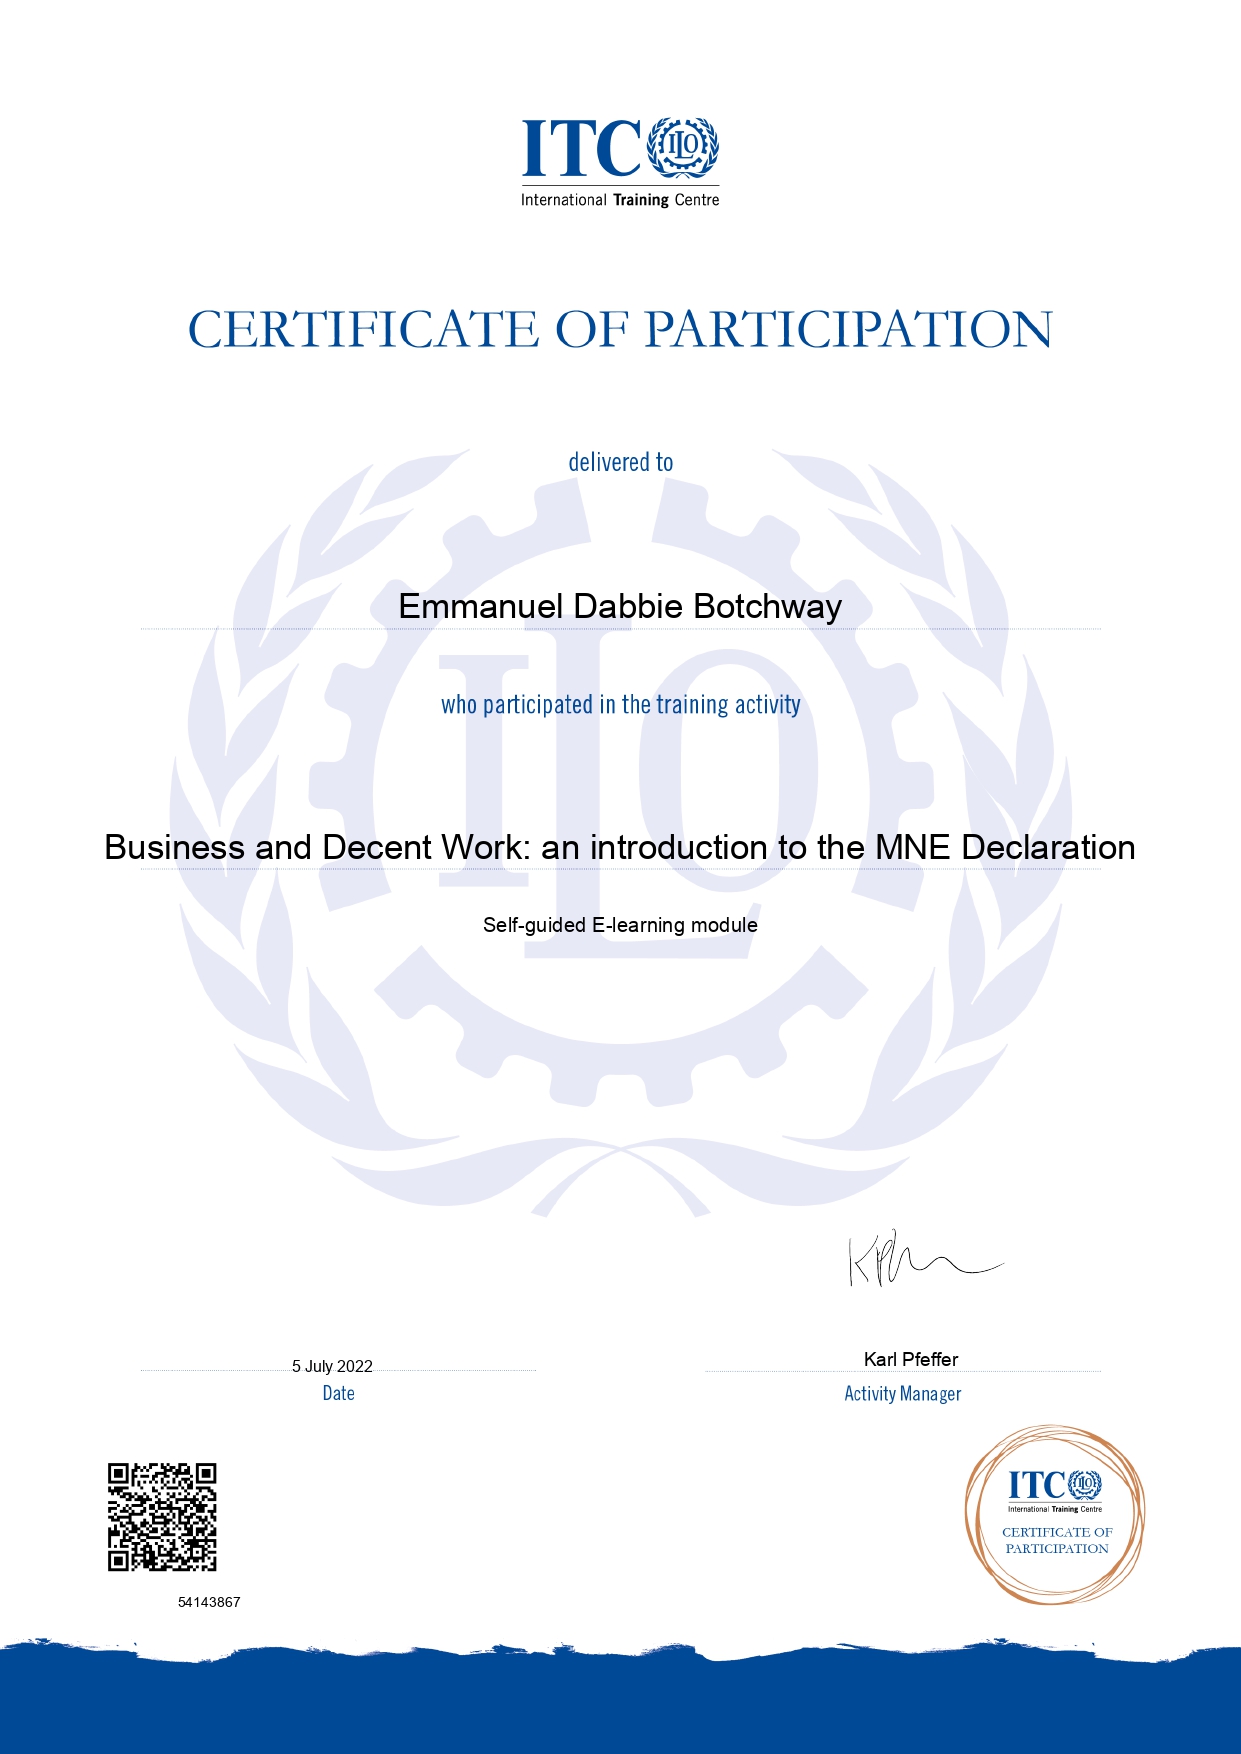 ITC ILO
International Training Centre
CERTIFICATE OF PARTICIPATION
delivered to
Emmanuel Dabbie Botchway
who participated in the training activity
ILO
Business and Decent Work: an introduction to the MNE Declaration
Self-guided E-learning module
5 July 2022
Date
Karl Pfeffer
Activity Manager
54143867
ITC ILO
International Training Centre
CERTIFICATE OF
PARTICIPATION